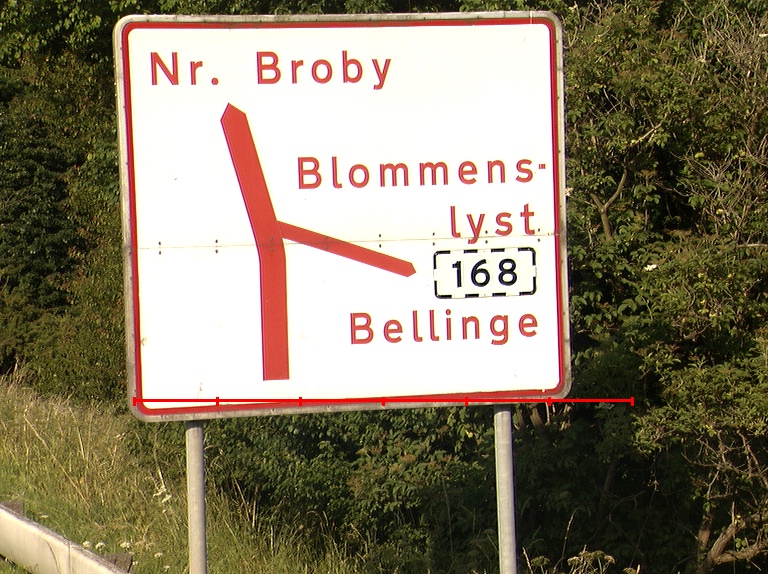 Nr. Broby
Blommens-
lyst
168
Bellinge